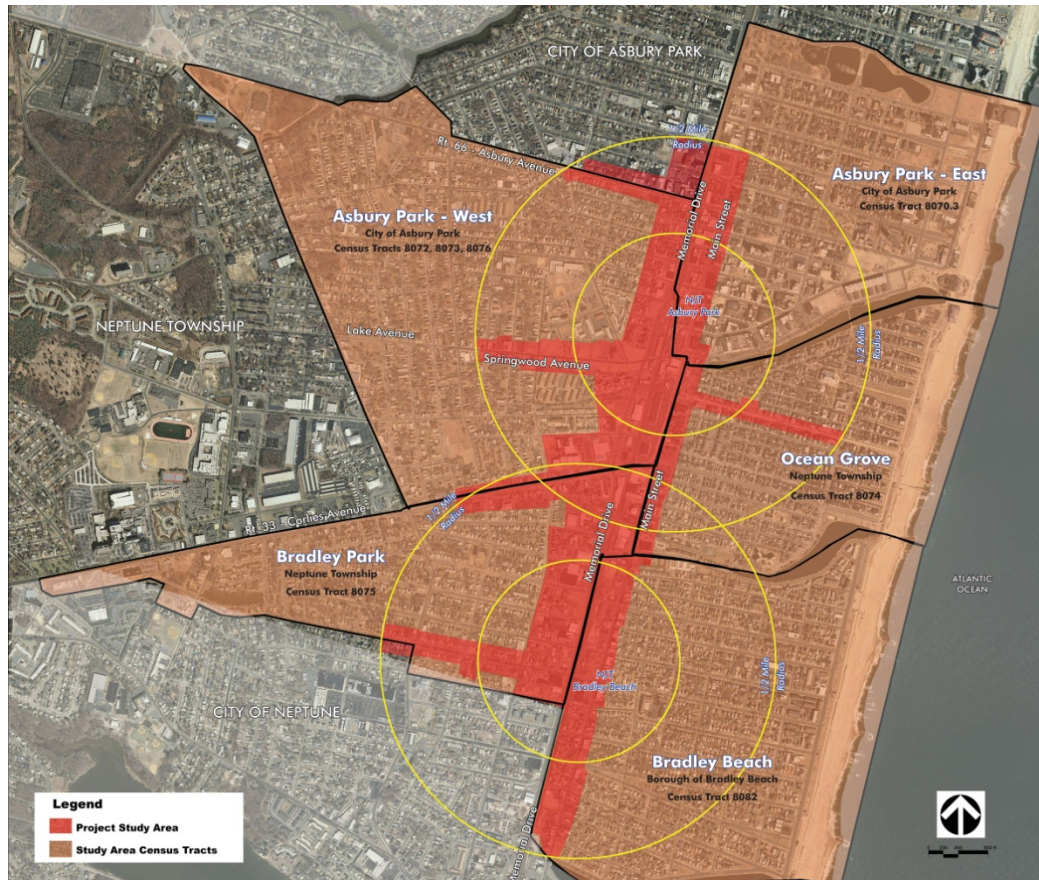 CITY OF ASBURY PARK
1/2 Mile
Radius
Rt. 66 - Asbury Avenue
Asbury Park - East
City of Asbury Park
Census Tract 8070.3
Asbury Park - West
City of Asbury Park
Census Tracts 8072, 8073, 8076
Memorial Drive
Main Street
NJT
Asbury Park
NEPTUNE TOWNSHIP
Lake Avenue
Springwood Avenue
1/2 Mile
Radius
Ocean Grove
Neptune Township
Census Tract 8074
1/2 Mile
Radius
Main Street
Rt. 33 - Corlies Avenue
Bradley Park
Neptune Township
Census Tract 8075
Memorial Drive
ATLANTIC
OCEAN
NJT
Bradley Beach
1/2 Mile
Radius
CITY OF NEPTUNE
Bradley Beach
Borough of Bradley Beach
Census Tract 8082
Memorial Drive
Legend
Project Study Area
Study Area Census Tracts